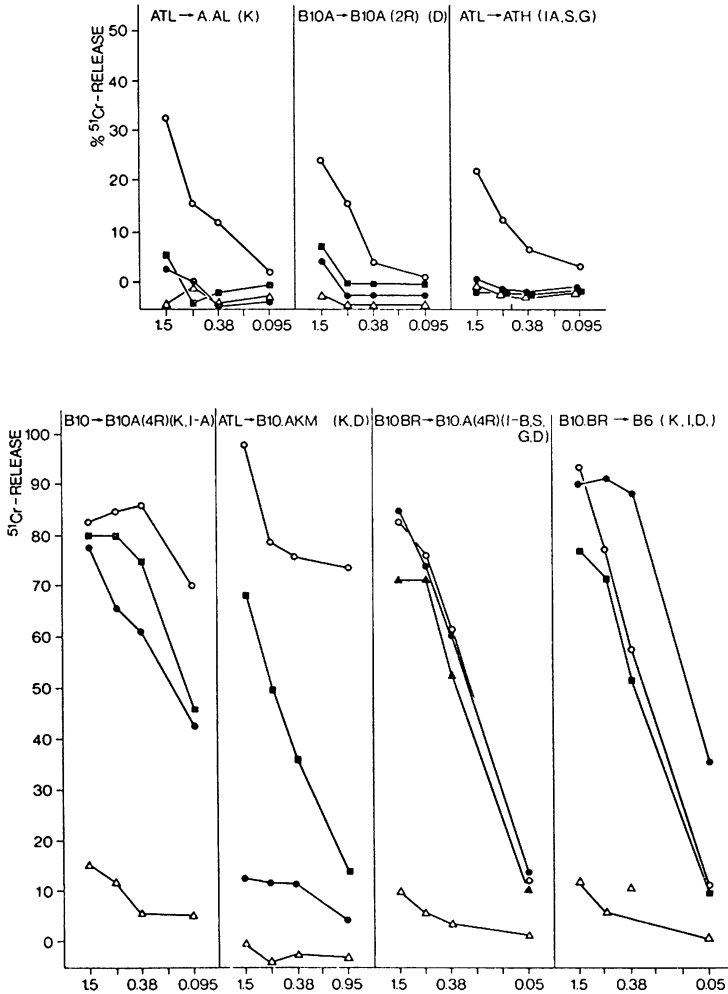 ATL → A.AL (K)
B10A → B10A (2R) (D)
ATL → ATH (IA,S,G)
% 51Cr-RELEASE
50
40
30
20
10
0
1.5 0.38 0.095
1.5 0.38 0.095
1.5 0.38 0.095
B10 → B10A(4R)(K,I-A)
ATL → B10.AKM (K,D)
B10BR → B10.A(4R)(I-B,S,
G,D)
B10.BR → B6 (K,I,D,)
51Cr-RELEASE
100
90
80
70
60
50
40
30
20
10
0
1.5 0.38 0.095
1.5 0.38 0.95
1.5 0.38 0.05
1.5 0.38 0.05